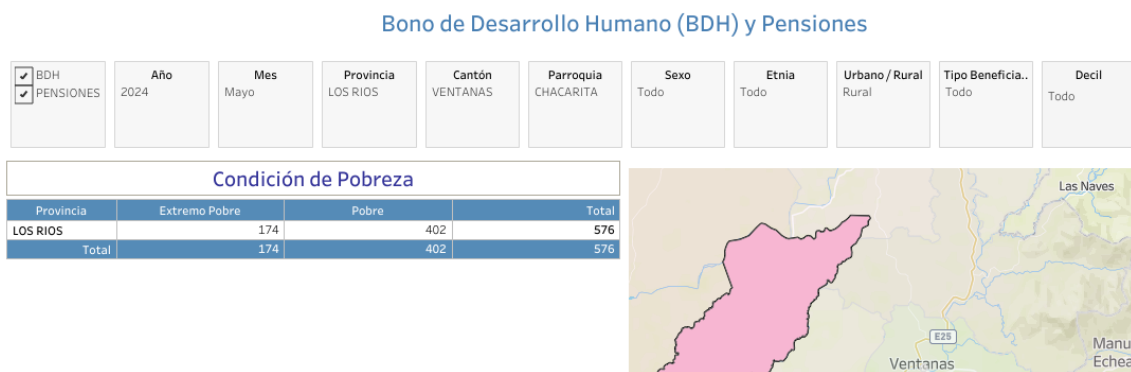 Bono de Desarrollo Humano (BDH) y Pensiones
BDH
PENSIONES
Año
2024
Mes
Mayo
Provincia
LOS RIOS
Cantón
VENTANAS
Parroquia
CHACARITA
Sexo
Todo
Etnia
Todo
Urbano / Rural
Rural
Tipo Beneficia..
Todo
Decil
Todo
Condición de Pobreza
Provincia Extremo Pobre Pobre Total
LOS RIOS 174 402 576
Total 174 402 576
Las Naves
E25
Ventanas
Manu
Echea